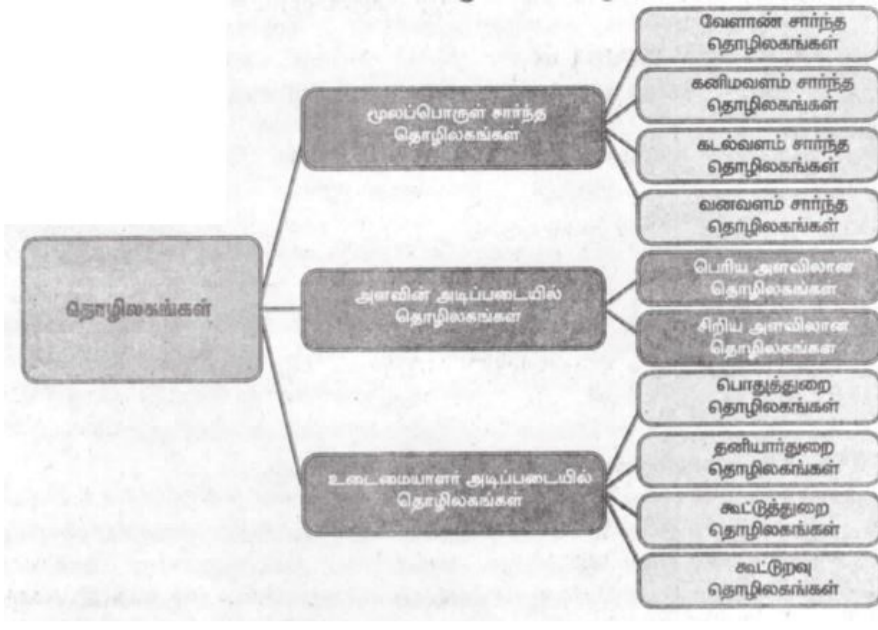 வேளாண் சார்ந்த
தொழிலகங்கள்
கனிமவளம் சார்ந்த
தொழிலகங்கள்
மூலப்பொருள் சார்ந்த
தொழிலகங்கள்
கடல்வளம் சார்ந்த
தொழிலகங்கள்
வனவளம் சார்ந்த
தொழிலகங்கள்
தொழிலகங்கள்
அளவின் அடிப்படையில்
தொழிலகங்கள்
பெரிய அளவிலான
தொழிலகங்கள்
சிறிய அளவிலான
தொழிலகங்கள்
பொதுத்துறை
தொழிலகங்கள்
தனியார்துறை
தொழிலகங்கள்
உடைமையாளர் அடிப்படையில்
தொழிலகங்கள்
கூட்டுத்துறை
தொழிலகங்கள்
கூட்டுறவு
தொழிலகங்கள்